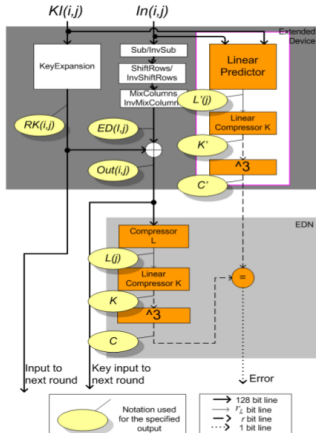 KI(i,j) In(i,j)
Extended
Device
Sub/InvSub
KeyExpansion
Linear
Predictor
ShiftRows/
InvShiftRows
MixColumns
InvMixColumn
L'(j)
RK(i,j)
ED(I,j)
Linear
Compressor K
K'
Out(i,j)
^3
C'
EDN
Compressor
L
L(j)
Linear
Compressor K
=
K
^3
C
Input to
next round
Key input to
next round
Error
Notation used
for the specified
output
128 bit line
r_L bit line
r bit line
1 bit line